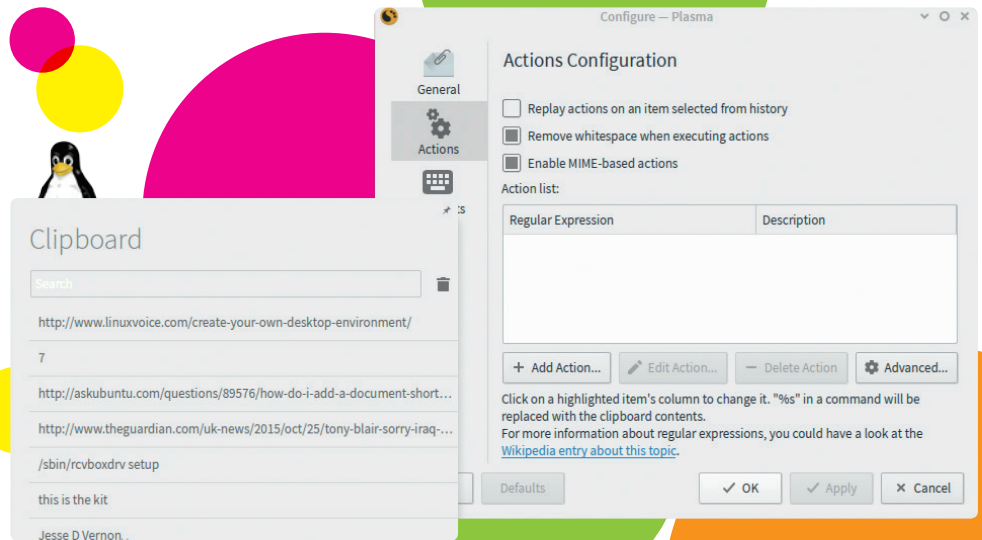 Configure — Plasma
General
Actions
Actions Configuration
Replay actions on an item selected from history
Remove whitespace when executing actions
Enable MIME-based actions
Action list:
Regular Expression Description
+ Add Action... Edit Action... Delete Action Advanced...
Click on a highlighted item's column to change it. "%s" in a command will be
replaced with the clipboard contents.
For more information about regular expressions, you could have a look at the
Wikipedia entry about this topic.
Defaults OK Apply Cancel
Clipboard
Search
http://www.linuxvoice.com/create-your-own-desktop-environment/
7
http://askubuntu.com/questions/89576/how-do-i-add-a-document-short...
http://www.theguardian.com/uk-news/2015/oct/25/tony-blair-sorry-iraq-...
/sbin/rcvboxdrv setup
this is the kit
Jesse D Vernon